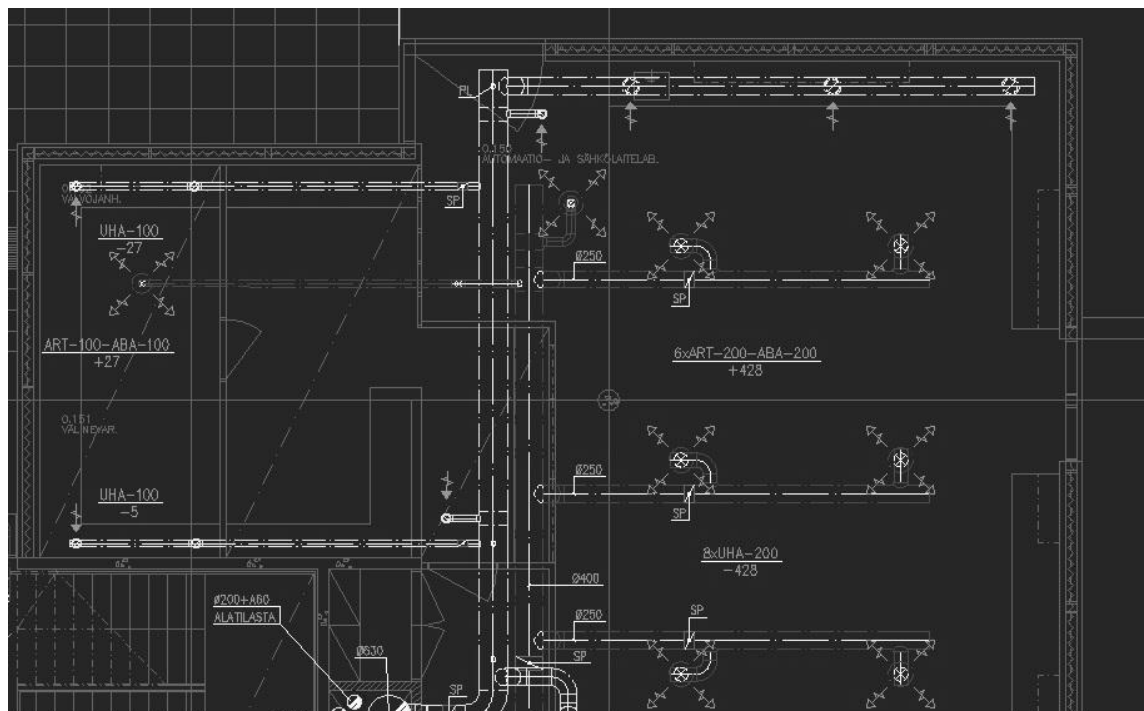 PL
0.150
AUTOMAATIO- JA SÄHKÖLAITELAB.
VALVOJANH.
SP
UHA-100
-27
Ø250
SP
ART-100-ABA-100
+27
6xART-200-ABA-200
+428
0.151
UHA-100
-5
Ø250
SP
8xUHA-200
-428
Ø400
Ø200+A60
ALATILASTA
Ø250
SP
Ø630
SP
SP